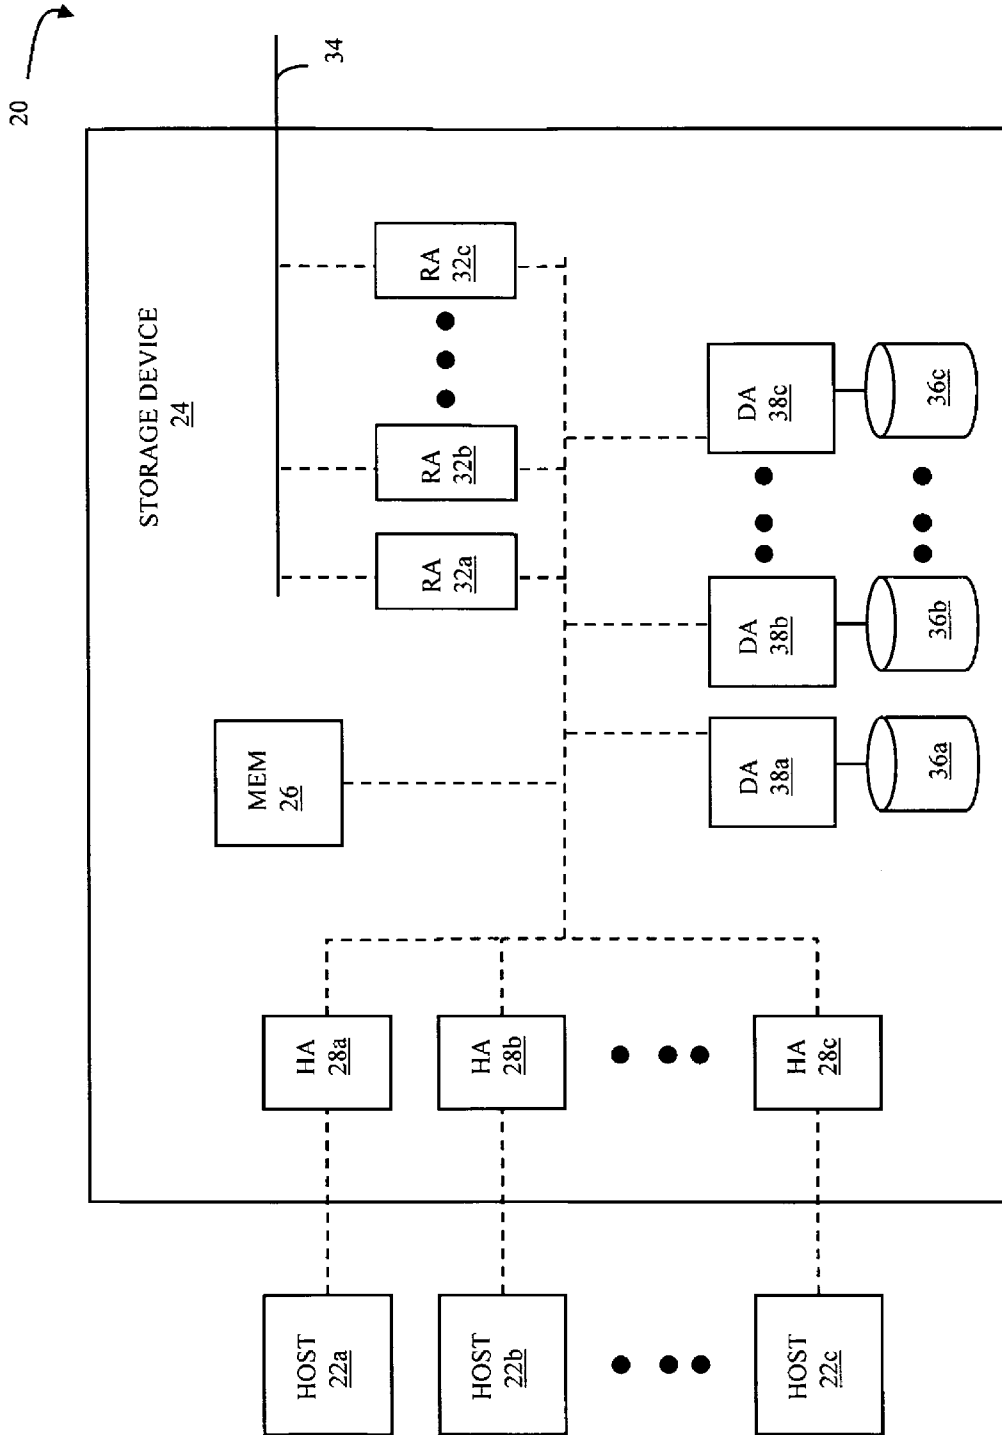 20
STORAGE DEVICE
24
34
HOST
22a
HOST
22b
HOST
22c
HA
28a
HA
28b
HA
28c
MEM
26
RA
32a
RA
32b
RA
32c
DA
38a
DA
38b
DA
38c
36a
36b
36c